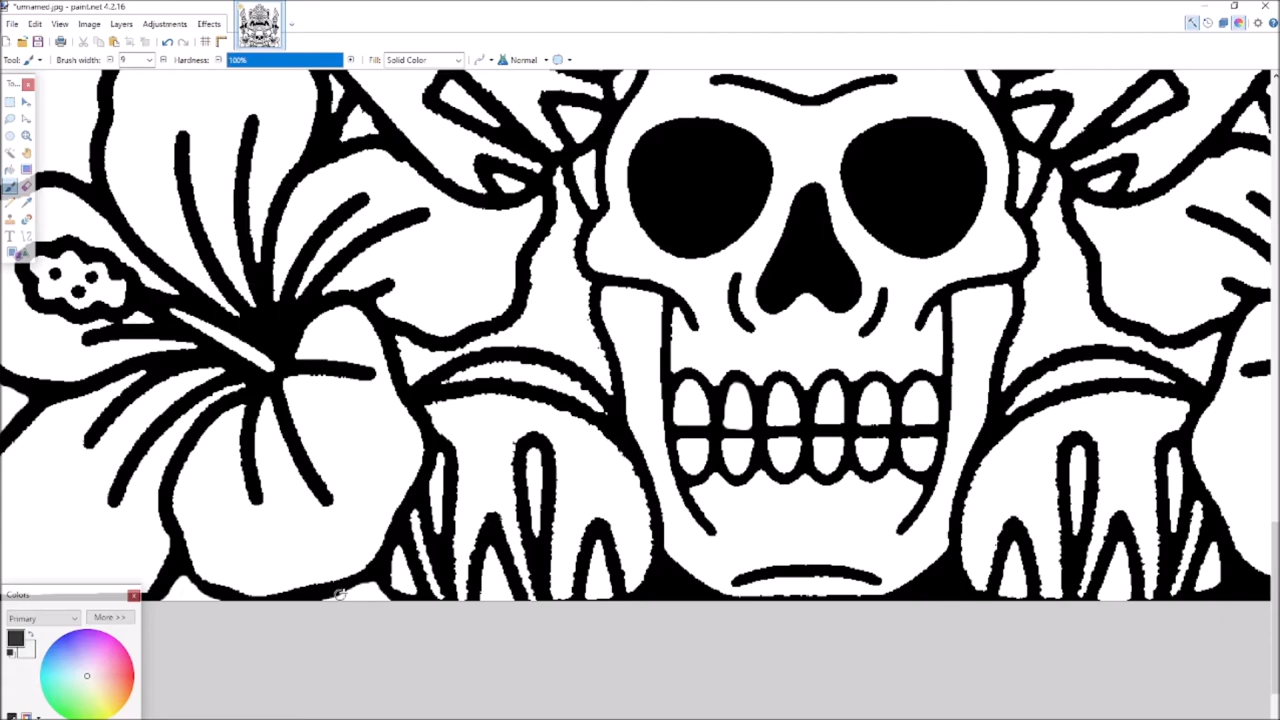 *unnamed.jpg - paint.net 4.2.16
File Edit View Image Layers Adjustments Effects
Tool: Brush width: 9 Hardness: 100% Fill: Solid Color Normal
To...
Colors
Primary More >>